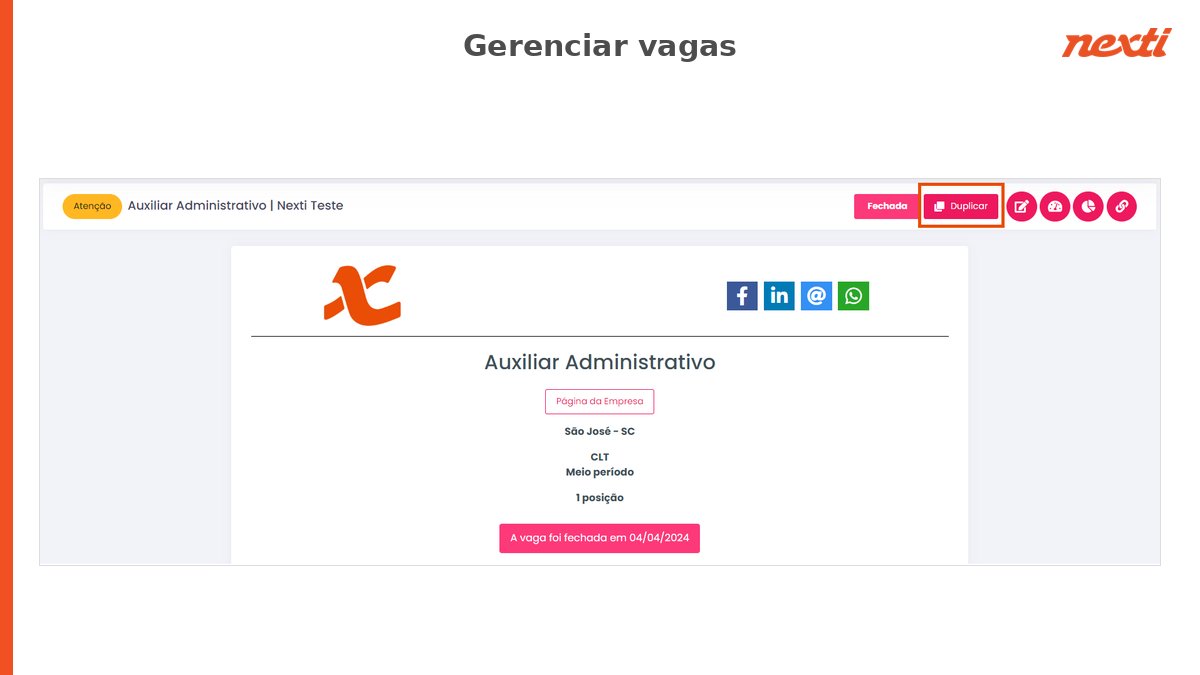 Gerenciar vagas
nexti
Atenção
Auxiliar Administrativo | Nexti Teste
Fechada
Duplicar
Auxiliar Administrativo
Página da Empresa
São José - SC
CLT
Meio período
1 posição
A vaga foi fechada em 04/04/2024